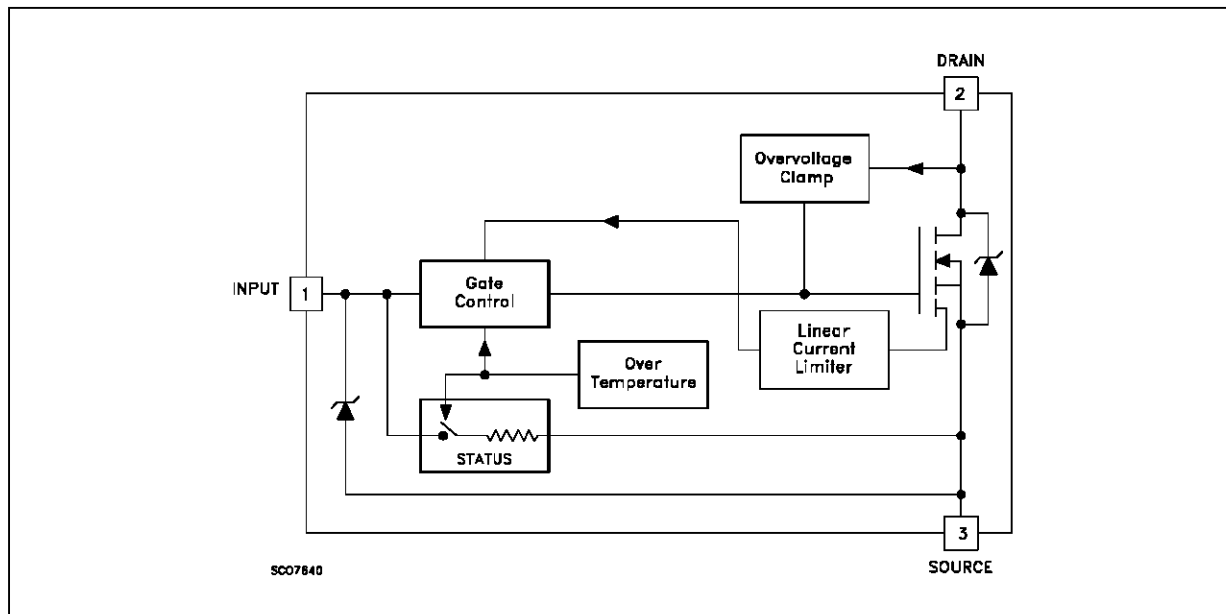 DRAIN
2
Overvoltage
Clamp
INPUT
1
Gate
Control
Linear
Current
Limiter
Over
Temperature
STATUS
3
SOURCE
SC07640